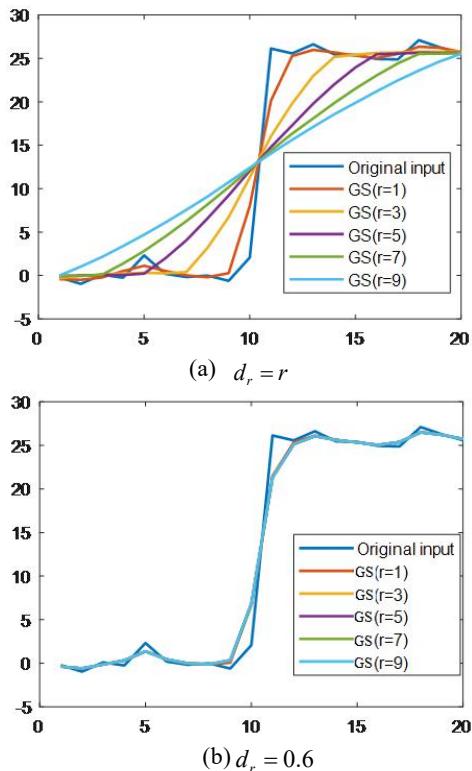 30
25
20
15
10
5
0
-5
0 5 10 15 20
Original input
GS(r=1)
GS(r=3)
GS(r=5)
GS(r=7)
GS(r=9)
(a) d_r = r
30
25
20
15
10
5
0
-5
0 5 10 15 20
Original input
GS(r=1)
GS(r=3)
GS(r=5)
GS(r=7)
GS(r=9)
(b) d_r = 0.6